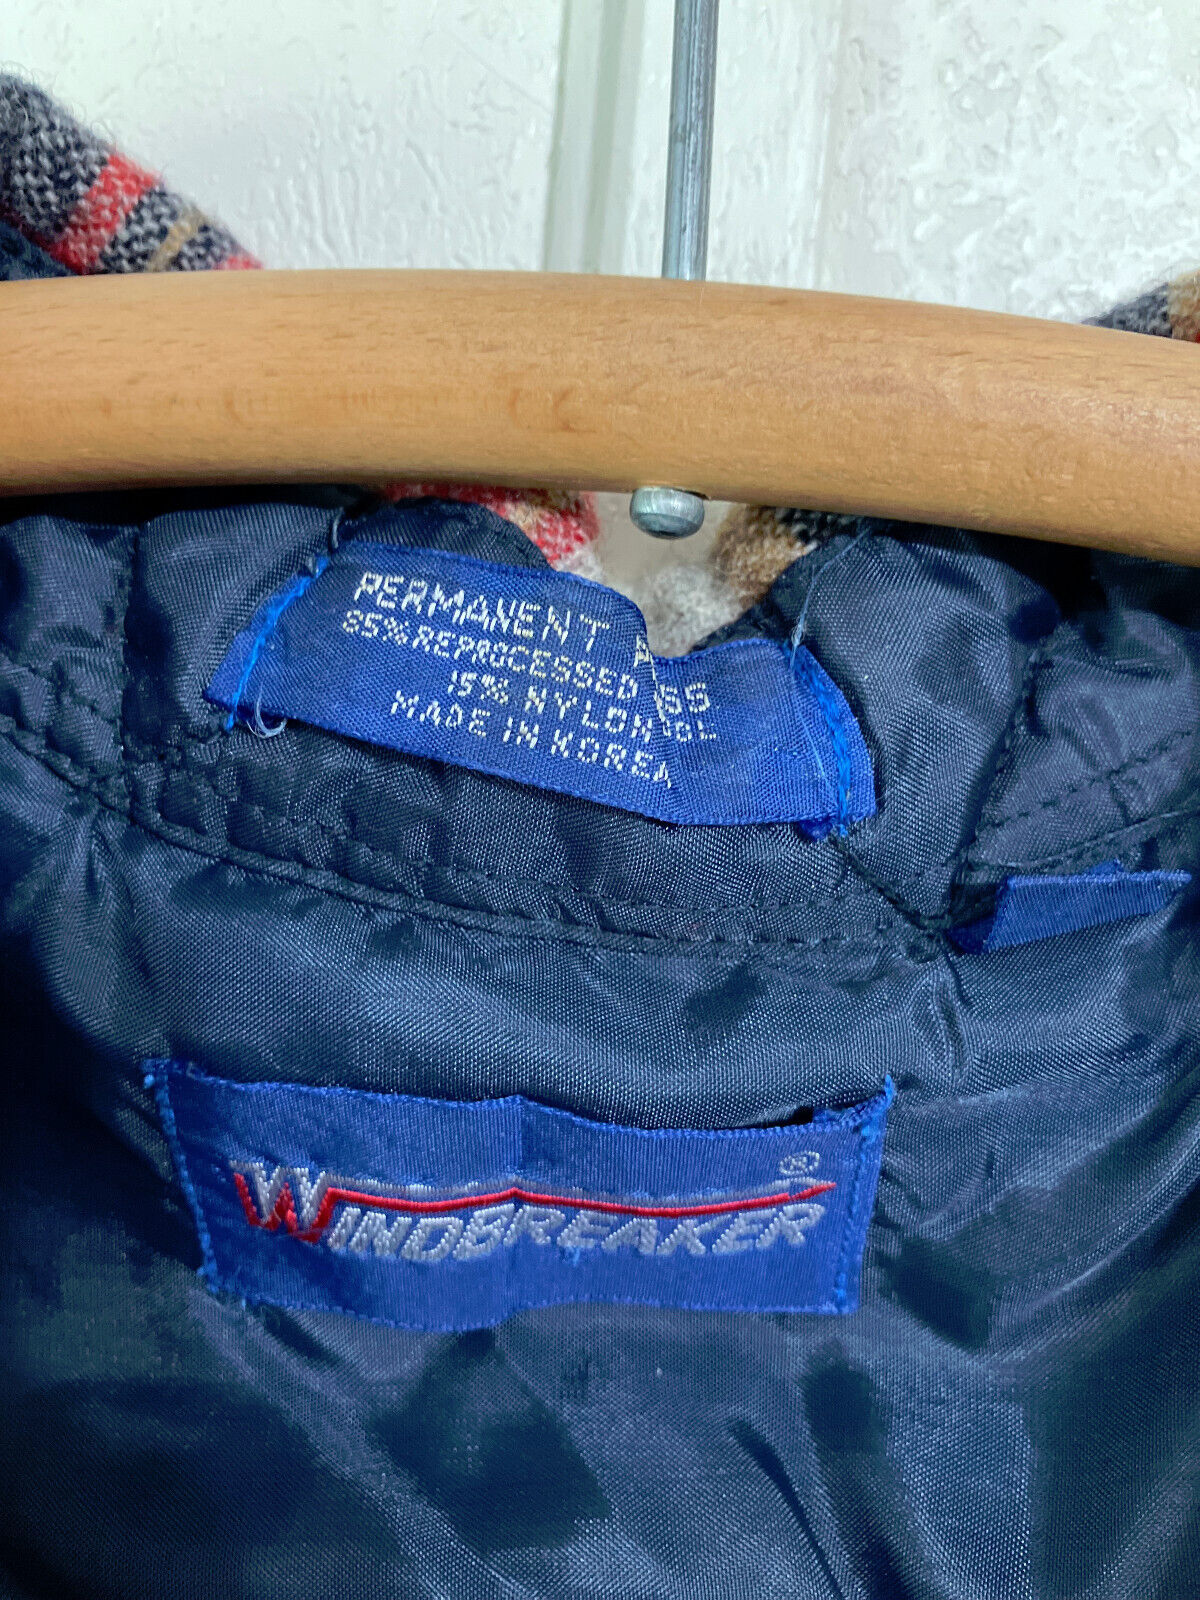 PERMANENT
85% REPROCESSED
15% NYLON
MADE IN KOREA
WINDBREAKER ®